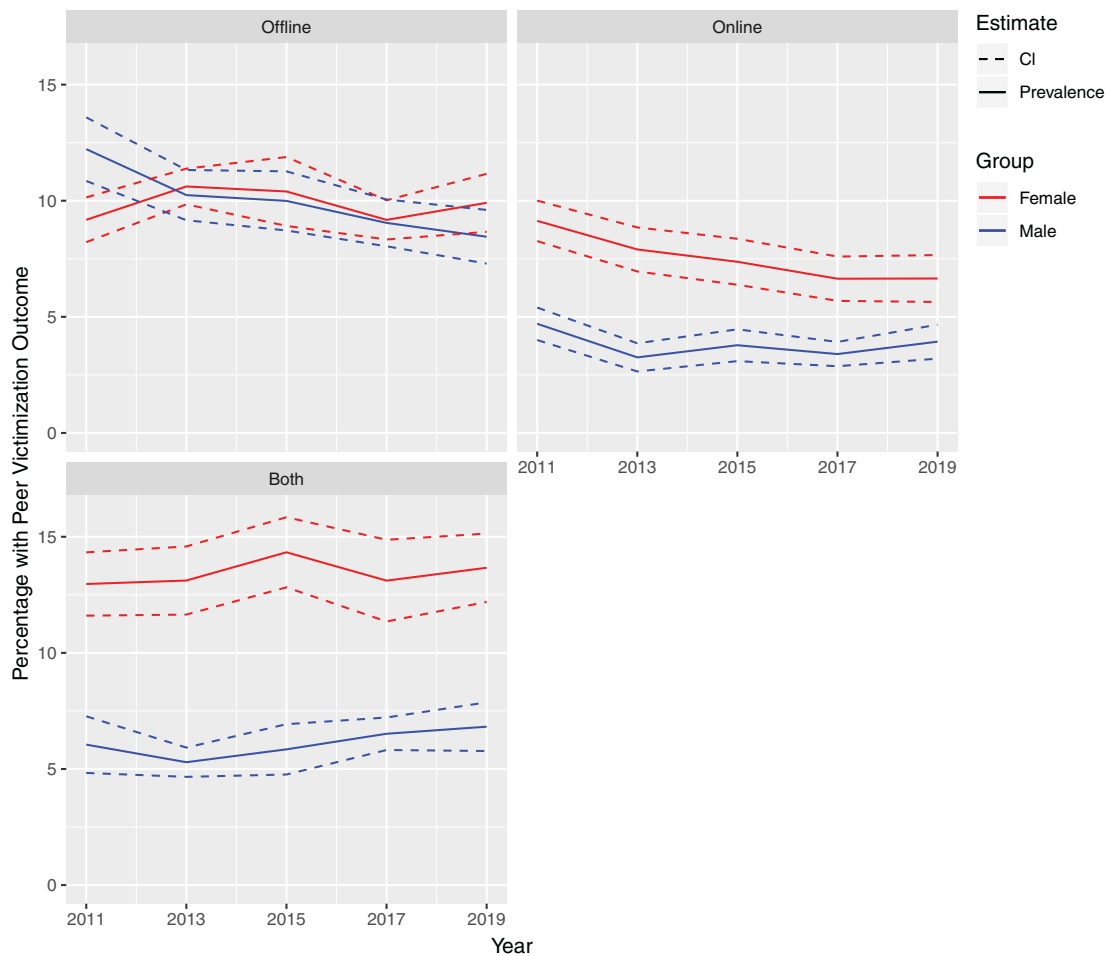 Offline
Online
Estimate
CI
Prevalence
Group
Female
Male
15
10
5
0
2011 2013 2015 2017 2019
Both
15
10
5
0
2011 2013 2015 2017 2019
Year
Percentage with Peer Victimization Outcome